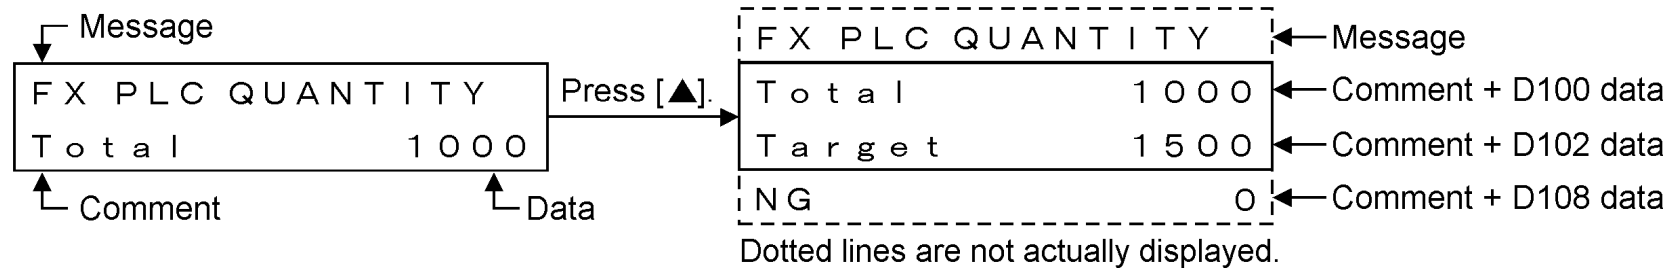 Message
FX PLC QUANTITY
Total 1000
Comment
Data
Press [▲].
FX PLC QUANTITY
Message
Total 1000
Comment + D100 data
Target 1500
Comment + D102 data
NG 0
Comment + D108 data
Dotted lines are not actually displayed.